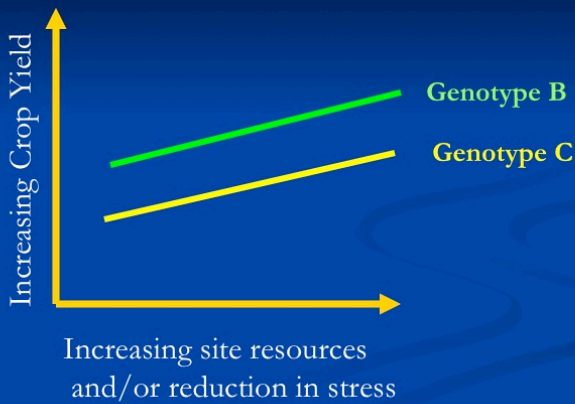 Increasing Crop Yield
Genotype B
Genotype C
Increasing site resources
and/or reduction in stress